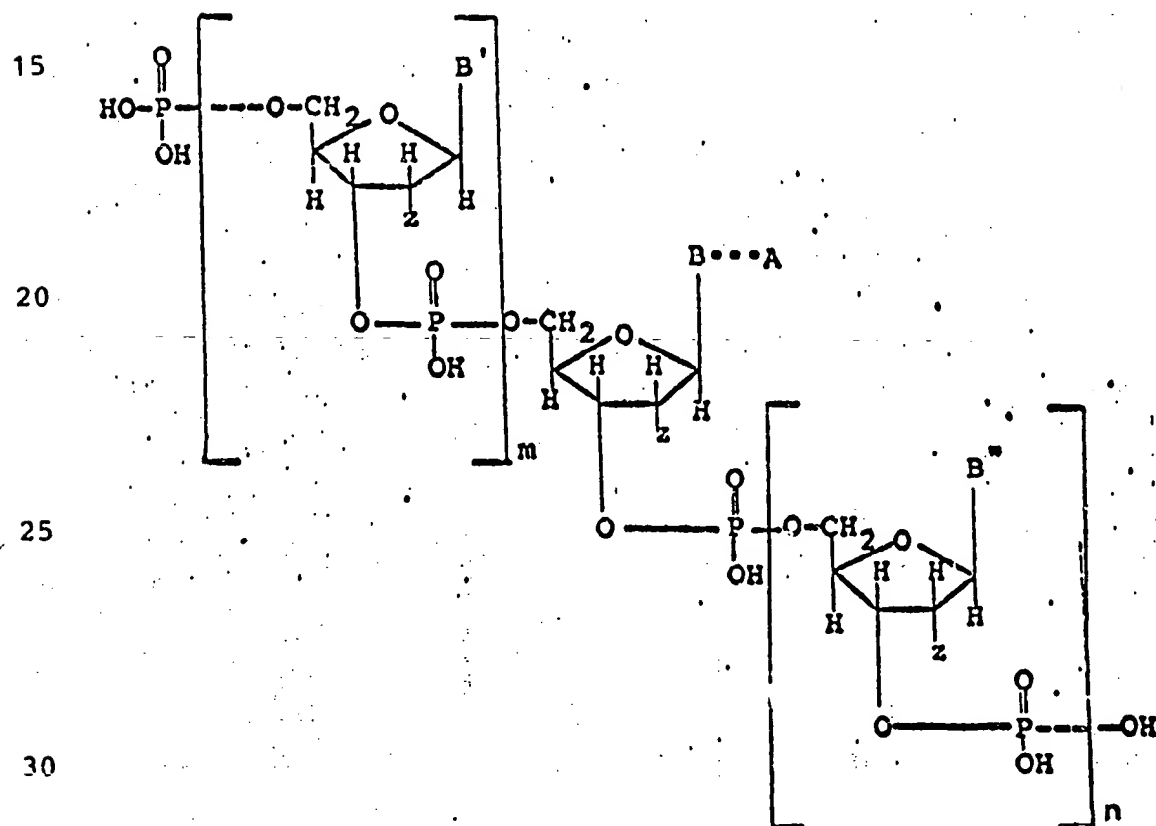 15
O
B'
HO-P-O-CH2 O
OH
H H
H H
z
O
B---A
20
O-P-O-CH2 O
OH
H H
H H
z
m
O
B"
25
O-P-O-CH2 O
OH
H H
H H
z
O
O-P-OH
30
OH
n